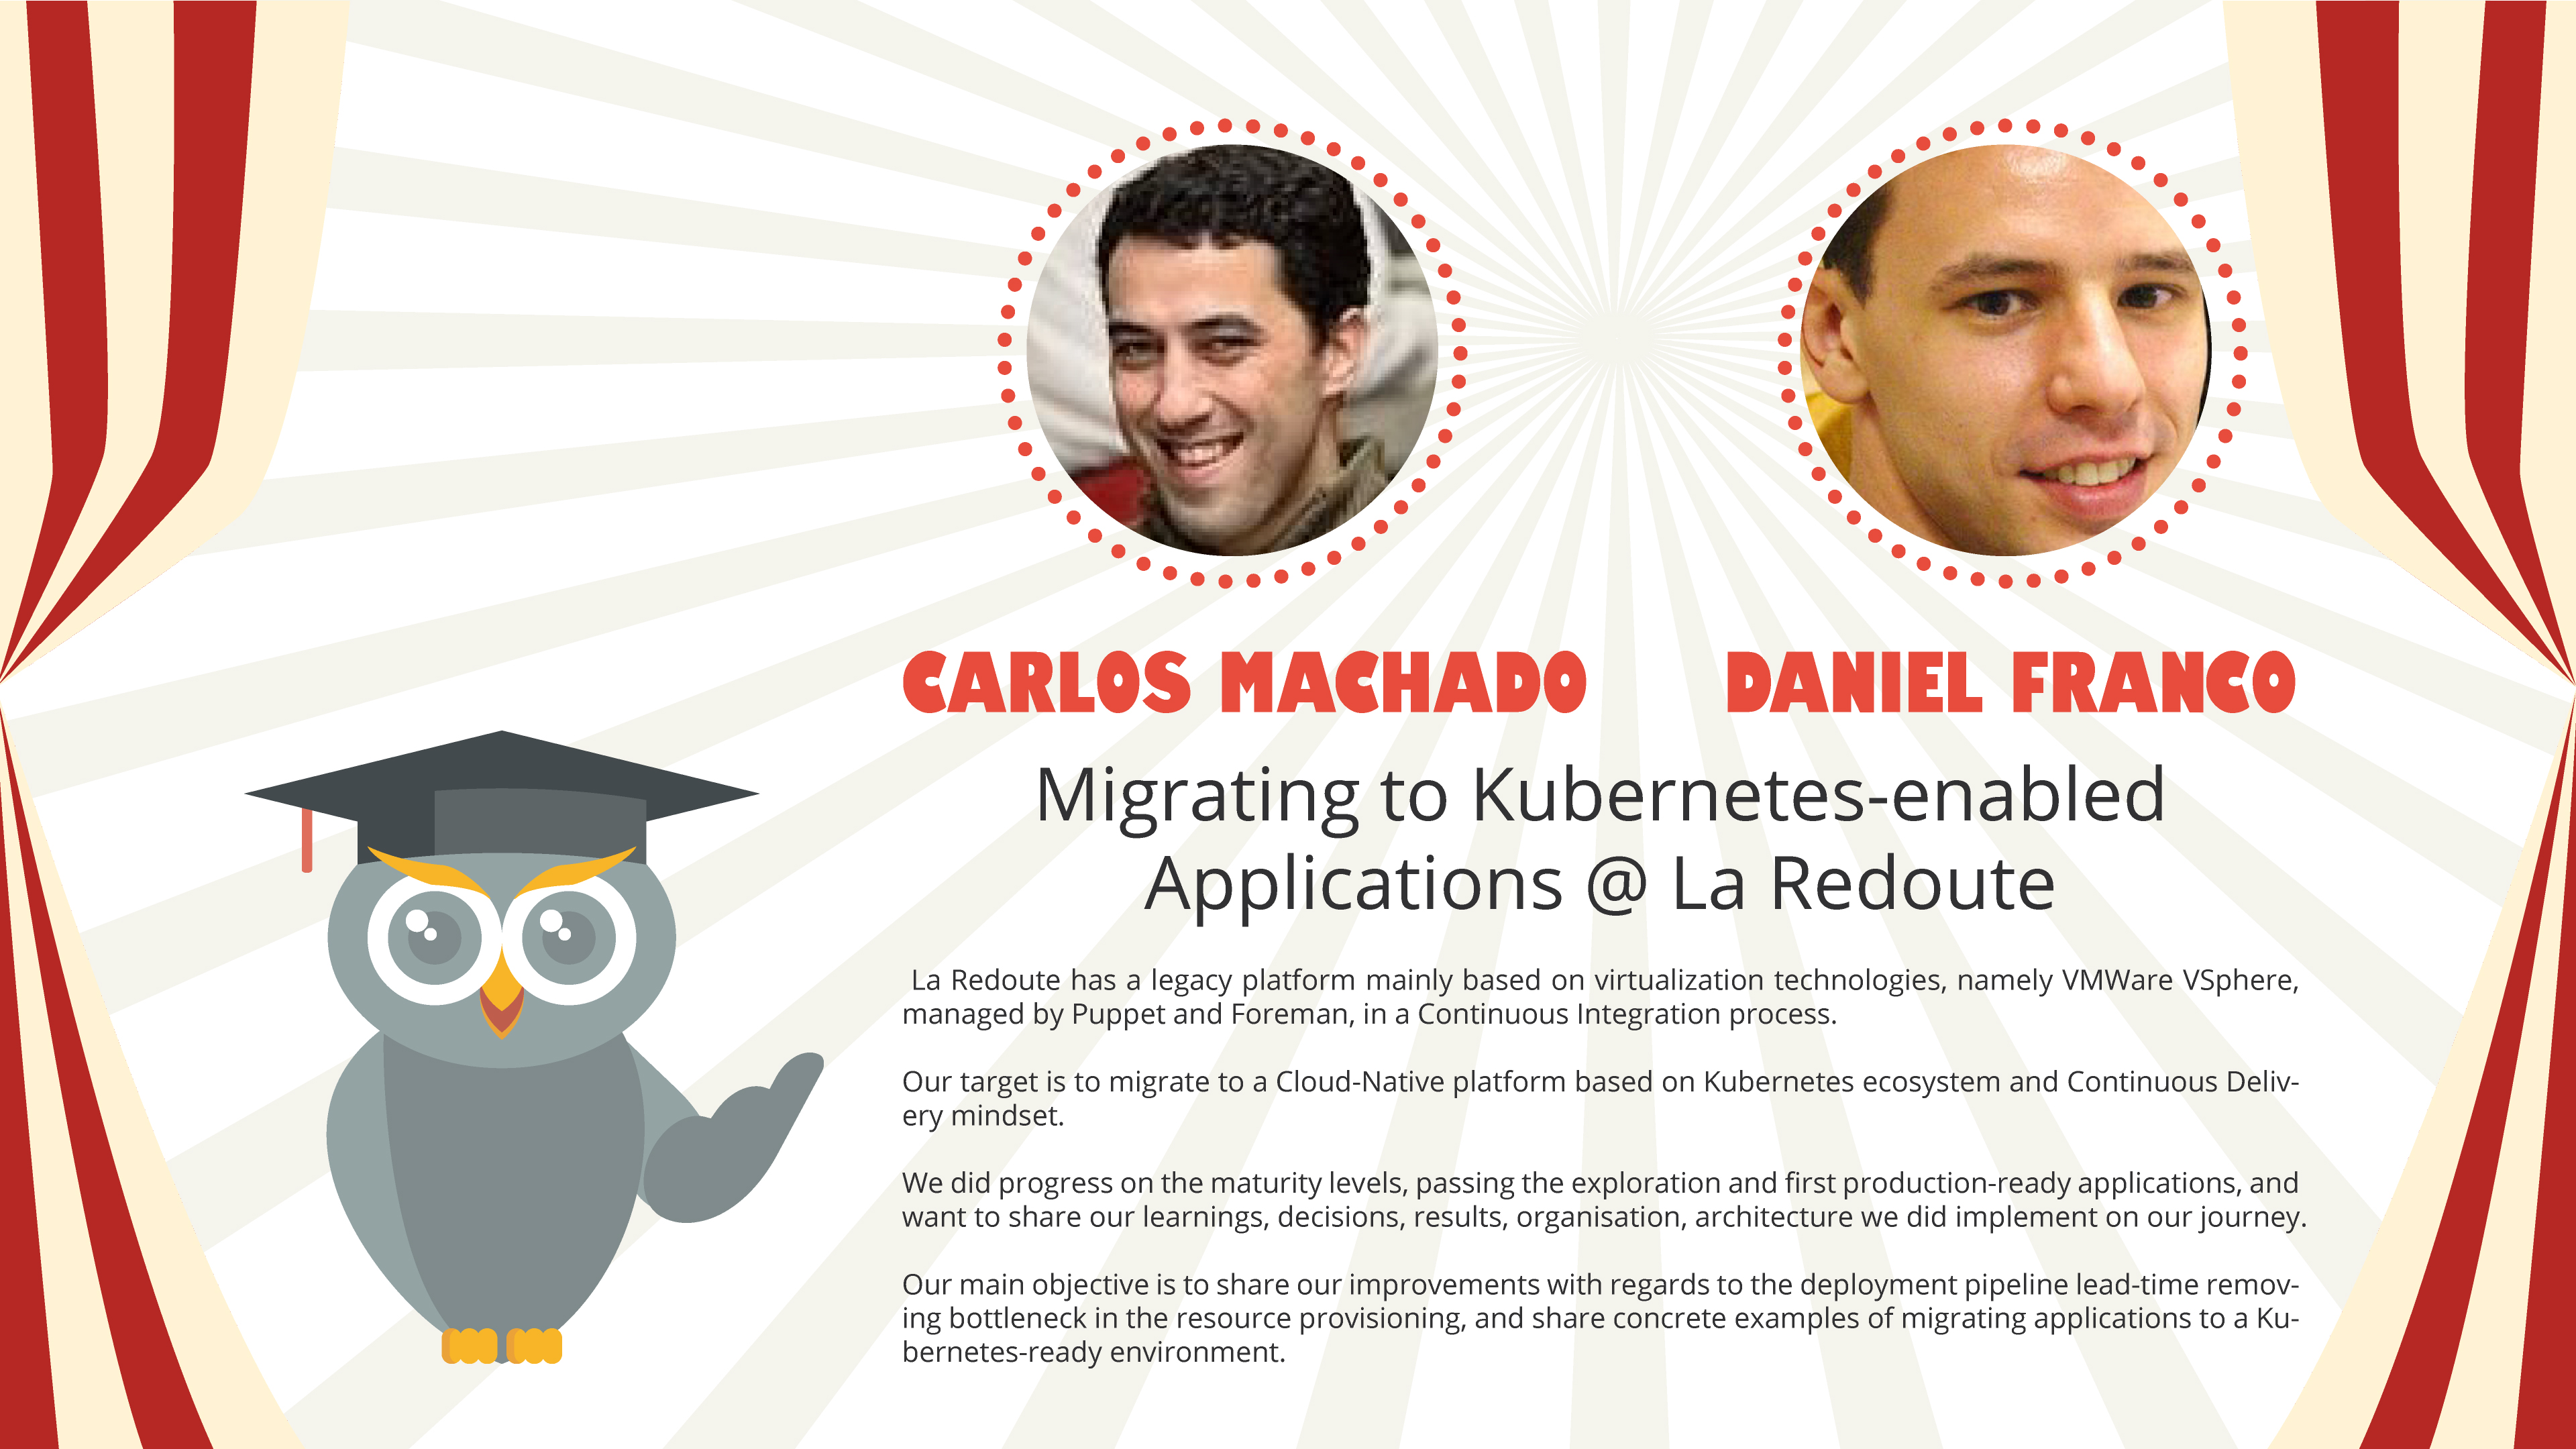 CARLOS MACHADO
DANIEL FRANCO
Migrating to Kubernetes-enabled
Applications @ La Redoute
La Redoute has a legacy platform mainly based on virtualization technologies, namely VMWare VSphere,
managed by Puppet and Foreman, in a Continuous Integration process.
Our target is to migrate to a Cloud-Native platform based on Kubernetes ecosystem and Continuous Deliv-
ery mindset.
We did progress on the maturity levels, passing the exploration and first production-ready applications, and
want to share our learnings, decisions, results, organisation, architecture we did implement on our journey.
Our main objective is to share our improvements with regards to the deployment pipeline lead-time remov-
ing bottleneck in the resource provisioning, and share concrete examples of migrating applications to a Ku-
bernetes-ready environment.